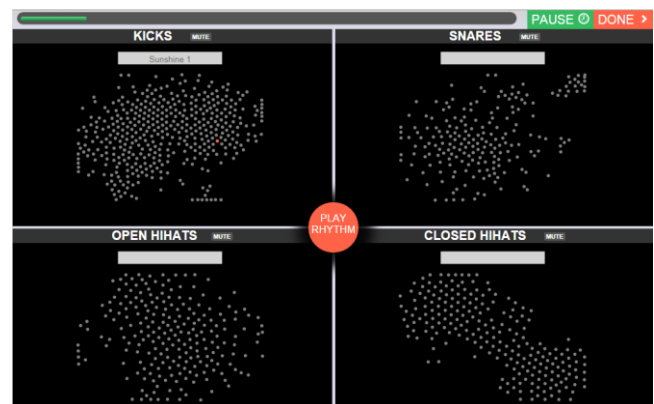 PAUSE DONE >
KICKS MUTE
SNARES MUTE
Sunshine 1
PLAY
RHYTHM
OPEN HIHATS MUTE
CLOSED HIHATS MUTE